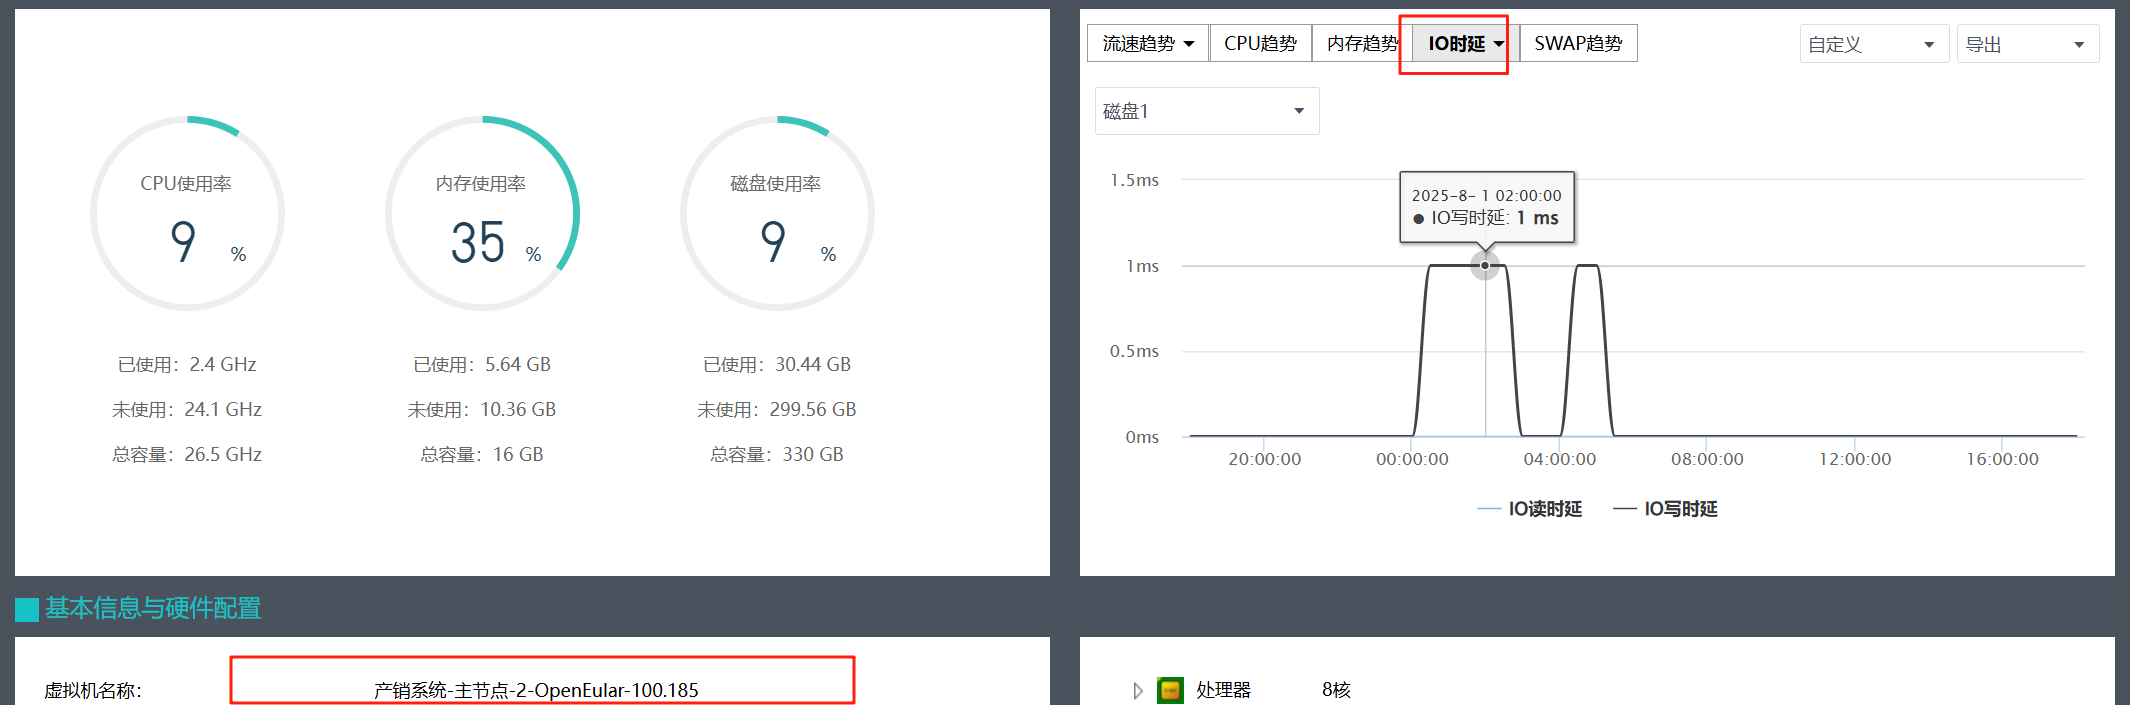 CPU使用率
9 %
已使用：2.4 GHz
未使用：24.1 GHz
总容量：26.5 GHz
内存使用率
35 %
已使用：5.64 GB
未使用：10.36 GB
总容量：16 GB
磁盘使用率
9 %
已使用：30.44 GB
未使用：299.56 GB
总容量：330 GB
流速趋势 CPU趋势 内存趋势 IO时延 SWAP趋势 自定义 导出
磁盘1
1.5ms
1ms
0.5ms
0ms
2025-8- 1 02:00:00
● IO写时延: 1 ms
20:00:00 00:00:00 04:00:00 08:00:00 12:00:00 16:00:00
IO读时延 IO写时延
基本信息与硬件配置
虚拟机名称： 产销系统-主节点-2-OpenEular-100.185
处理器 8核